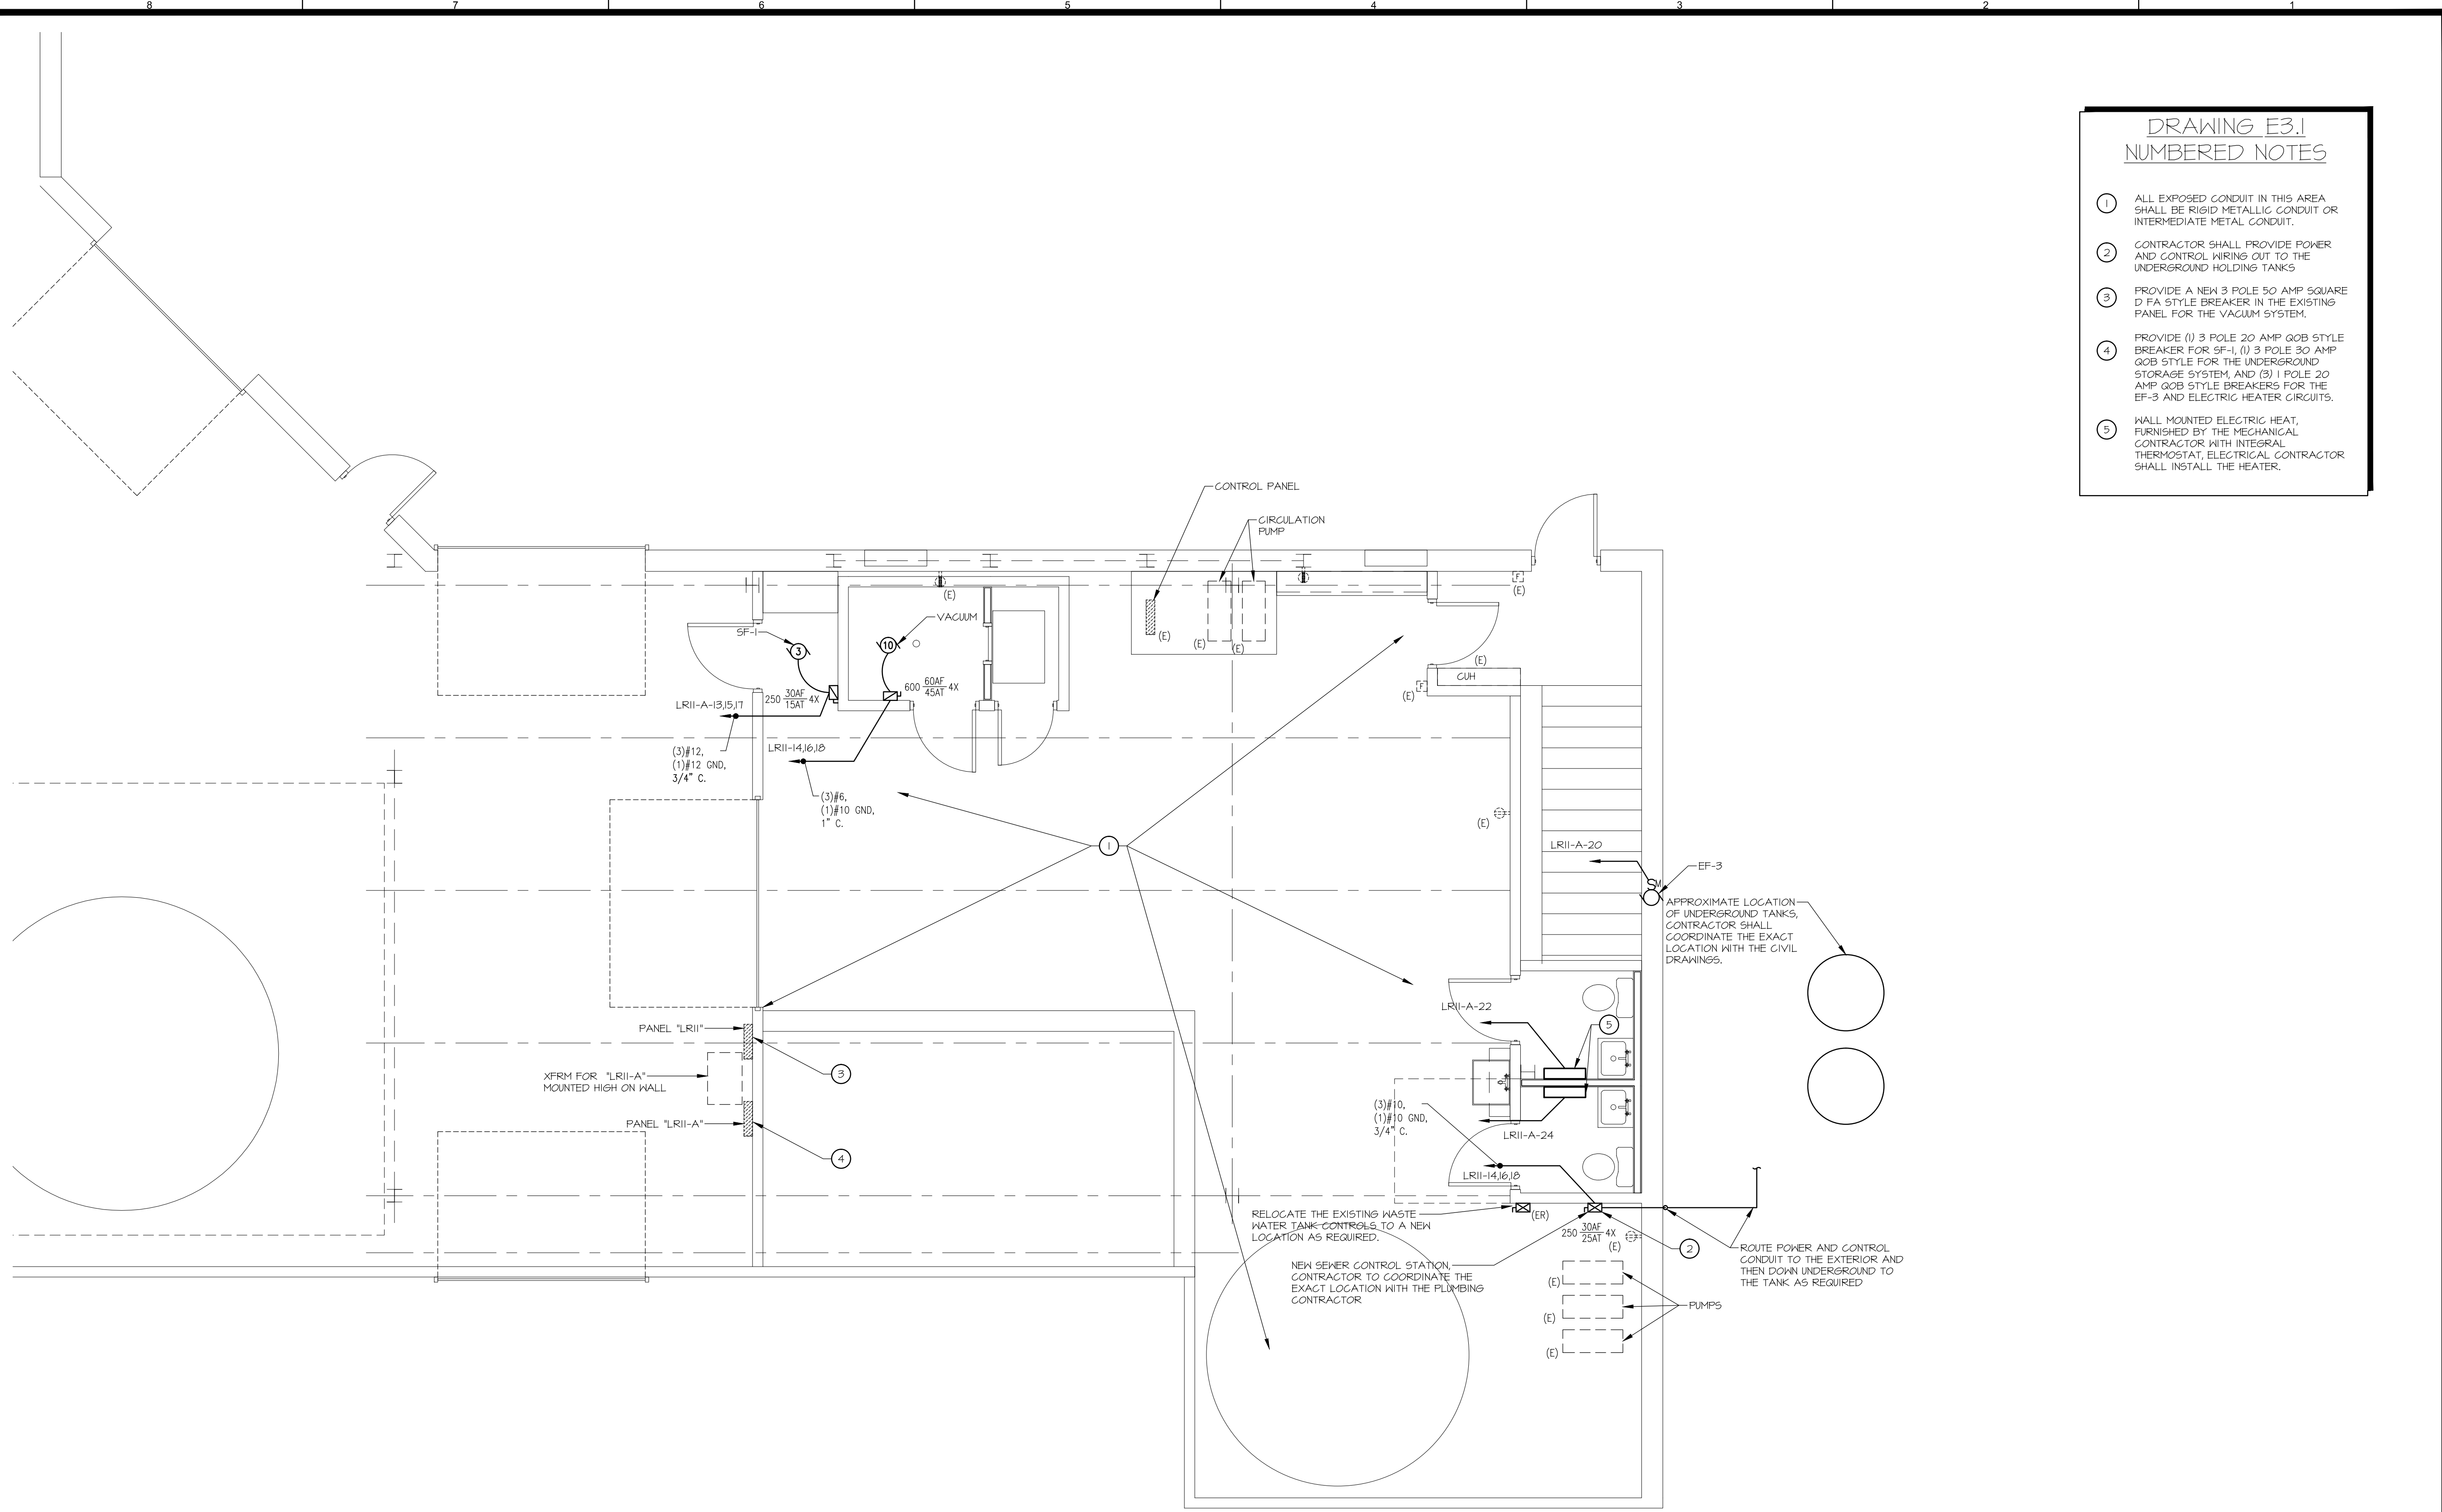 8 7 6 5 4 3 2 1
DRAWING E3.1
NUMBERED NOTES
1 ALL EXPOSED CONDUIT IN THIS AREA
SHALL BE RIGID METALLIC CONDUIT OR
INTERMEDIATE METAL CONDUIT.
2 CONTRACTOR SHALL PROVIDE POWER
AND CONTROL WIRING OUT TO THE
UNDERGROUND HOLDING TANKS
3 PROVIDE A NEW 3 POLE 50 AMP SQUARE
D FA STYLE BREAKER IN THE EXISTING
PANEL FOR THE VACUUM SYSTEM.
4 PROVIDE (1) 3 POLE 20 AMP QOB STYLE
BREAKER FOR SF-1, (1) 3 POLE 30 AMP
QOB STYLE FOR THE UNDERGROUND
STORAGE SYSTEM, AND (3) 1 POLE 20
AMP QOB STYLE BREAKERS FOR THE
EF-3 AND ELECTRIC HEATER CIRCUITS.
5 WALL MOUNTED ELECTRIC HEAT,
FURNISHED BY THE MECHANICAL
CONTRACTOR WITH INTEGRAL
THERMOSTAT, ELECTRICAL CONTRACTOR
SHALL INSTALL THE HEATER.
CONTROL PANEL
CIRCULATION
PUMP
F
(E)
(E)
VACUUM
SF-1
(E)
(E)
(E)
3
10
(E)
CUH
F
(E)
600 60AF
45AT 4X
250 30AF
15AT 4X
LR11-A-13,15,17
LR11-14,16,18
(3)#12,
(1)#12 GND,
3/4" C.
(3)#6,
(1)#10 GND,
1" C.
(E)
1
LR11-A-20
EF-3
SM
APPROXIMATE LOCATION
OF UNDERGROUND TANKS,
CONTRACTOR SHALL
COORDINATE THE EXACT
LOCATION WITH THE CIVIL
DRAWINGS.
LR11-A-22
5
PANEL "LR11"
3
XFRM FOR "LR11-A"
MOUNTED HIGH ON WALL
PANEL "LR11-A"
4
(3)#10,
(1)#10 GND,
3/4" C.
LR11-A-24
LR11-14,16,18
RELOCATE THE EXISTING WASTE
WATER TANK CONTROLS TO A NEW
LOCATION AS REQUIRED.
(ER)
250 30AF
25AT 4X
(E)
2
ROUTE POWER AND CONTROL
CONDUIT TO THE EXTERIOR AND
THEN DOWN UNDERGROUND TO
THE TANK AS REQUIRED
NEW SEWER CONTROL STATION,
CONTRACTOR TO COORDINATE THE
EXACT LOCATION WITH THE PLUMBING
CONTRACTOR
(E)
(E)
(E)
PUMPS